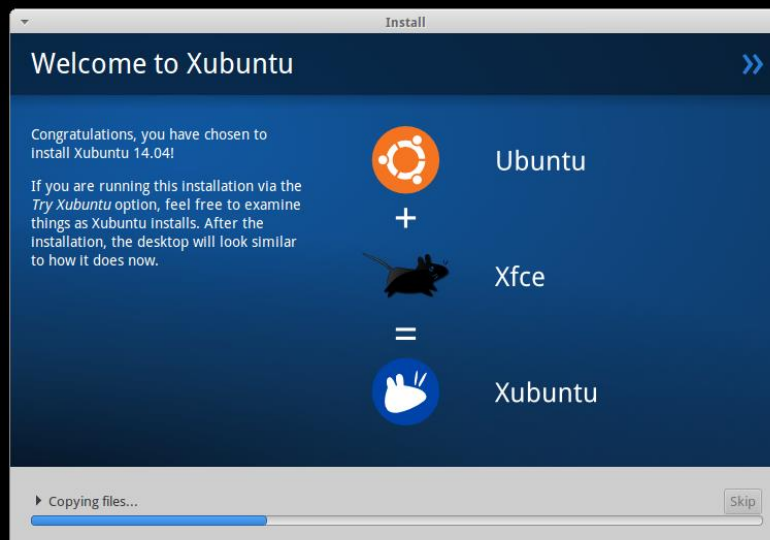 Install
Welcome to Xubuntu
Congratulations, you have chosen to
install Xubuntu 14.04!
If you are running this installation via the
Try Xubuntu option, feel free to examine
things as Xubuntu installs. After the
installation, the desktop will look similar
to how it does now.
Ubuntu
+
Xfce
=
Xubuntu
Copying files...
Skip